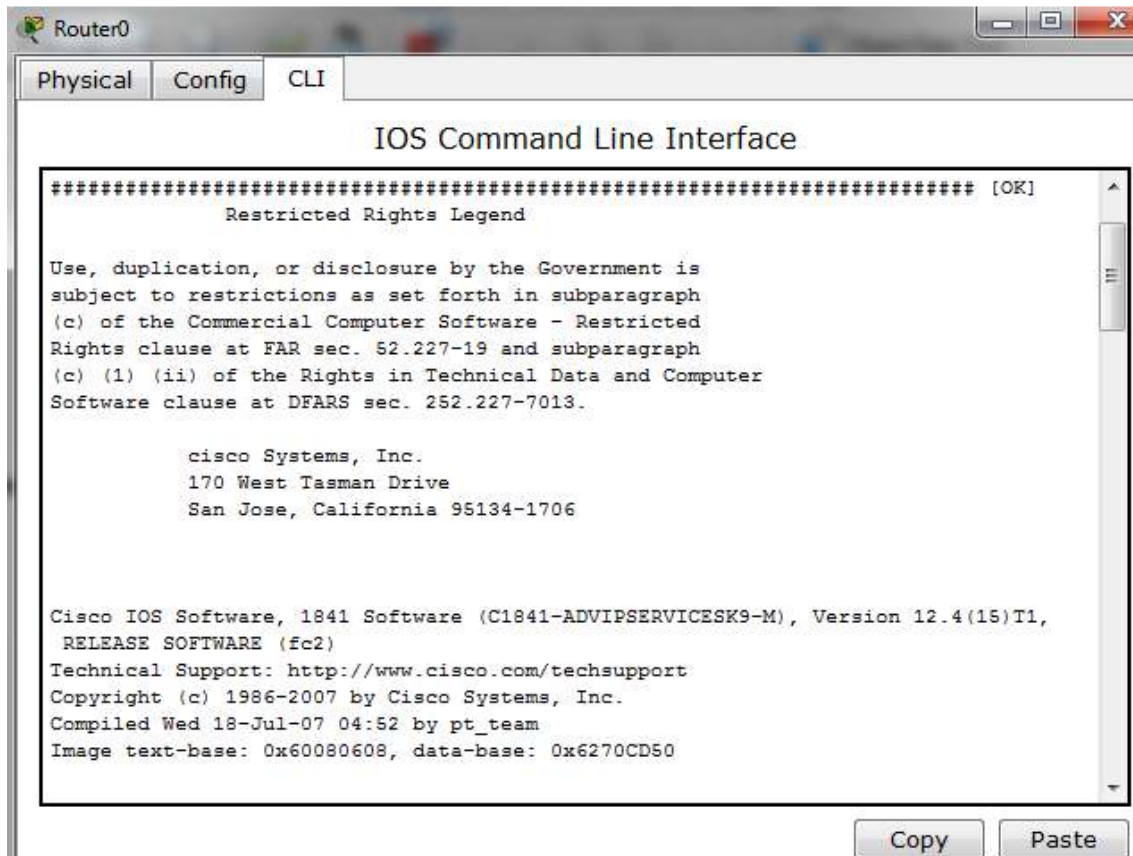 Router0
Physical Config CLI
IOS Command Line Interface
########################################################################## [OK]
Restricted Rights Legend
Use, duplication, or disclosure by the Government is
subject to restrictions as set forth in subparagraph
(c) of the Commercial Computer Software - Restricted
Rights clause at FAR sec. 52.227-19 and subparagraph
(c) (1) (ii) of the Rights in Technical Data and Computer
Software clause at DFARS sec. 252.227-7013.
cisco Systems, Inc.
170 West Tasman Drive
San Jose, California 95134-1706
Cisco IOS Software, 1841 Software (C1841-ADVIPSERVICESK9-M), Version 12.4(15)T1,
RELEASE SOFTWARE (fc2)
Technical Support: http://www.cisco.com/techsupport
Copyright (c) 1986-2007 by Cisco Systems, Inc.
Compiled Wed 18-Jul-07 04:52 by pt_team
Image text-base: 0x60080608, data-base: 0x6270CD50
Copy Paste